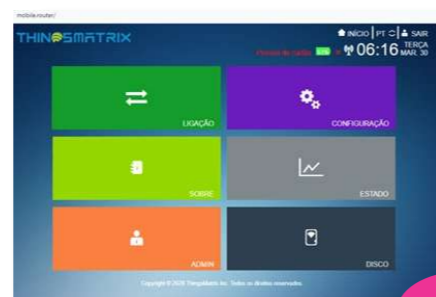 mobile.router/
THINGSMATRIX
INÍCIO PT SAIR
06:16 TERÇA MAR. 30
LIGAÇÃO
CONFIGURAÇÃO
SOBRE
ESTADO
ADMIN
DISCO